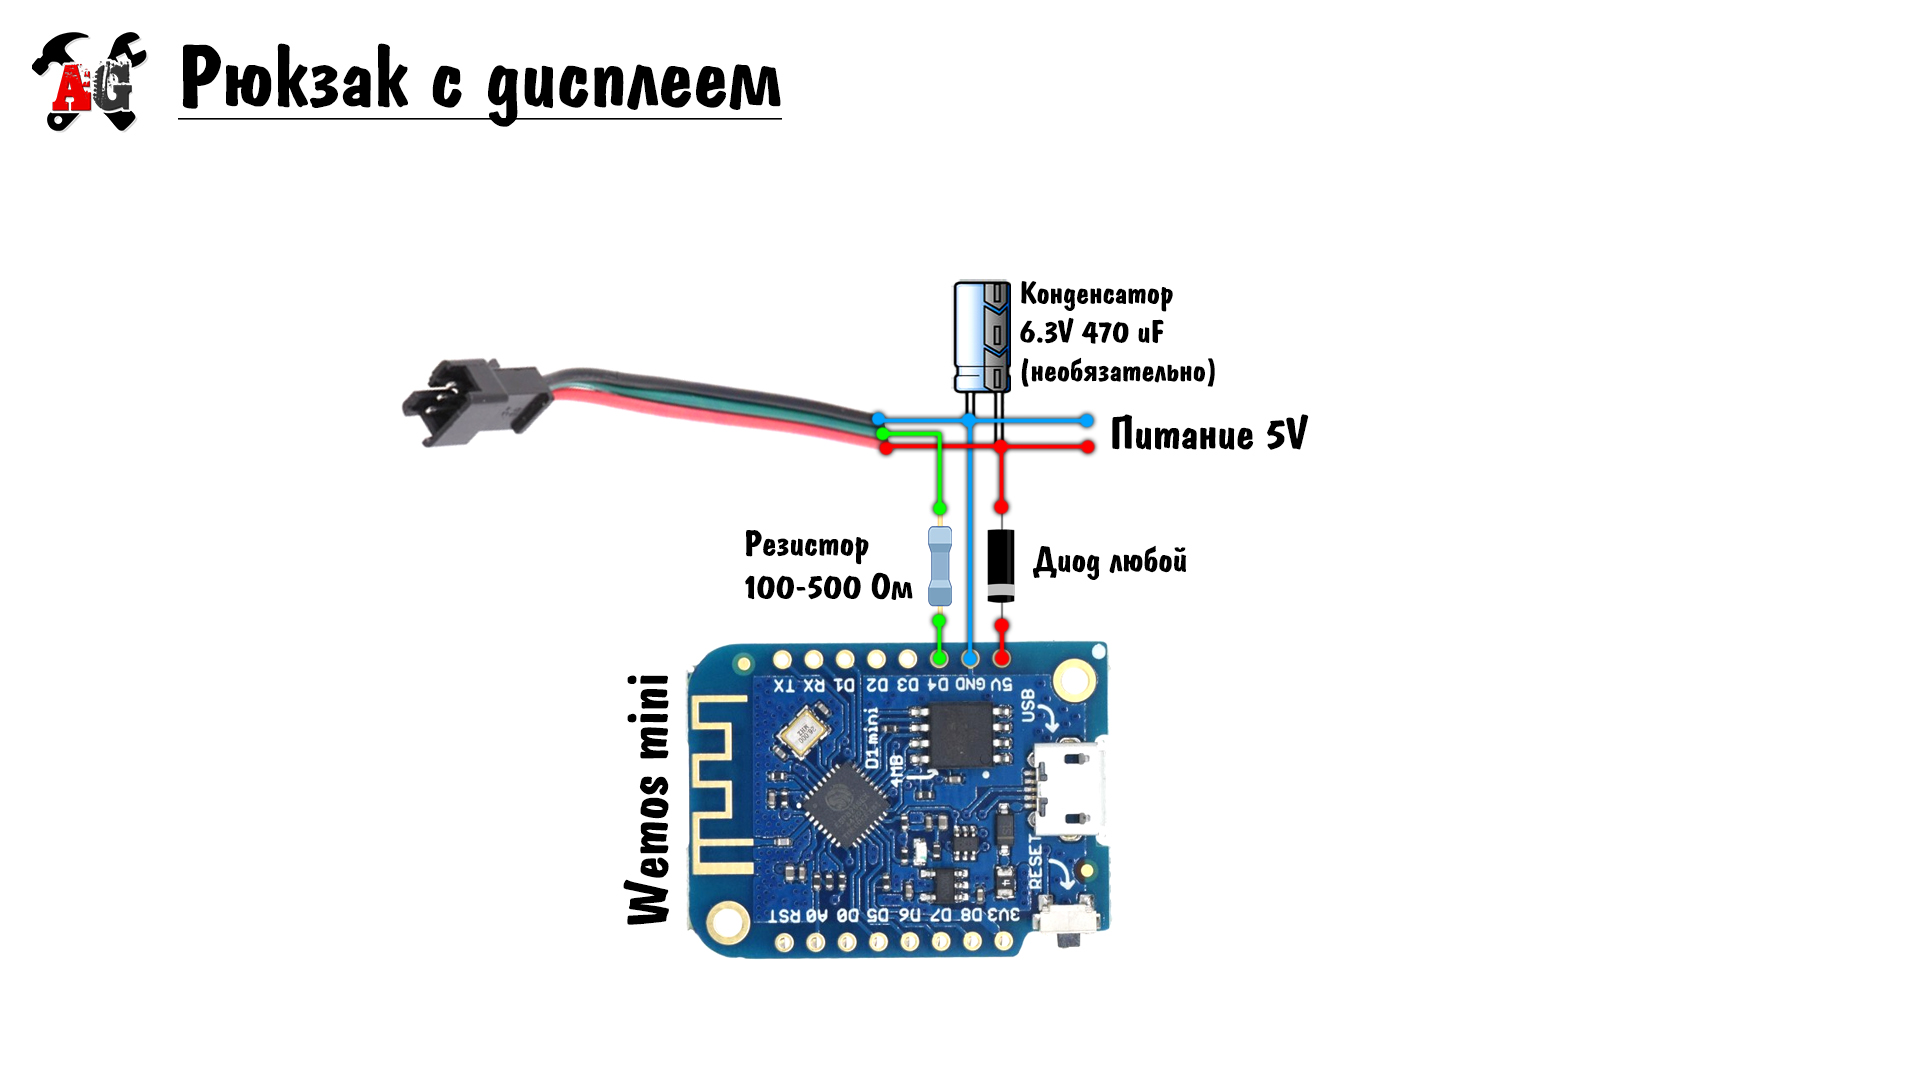 AG
Рюкзак с дисплеем
Конденсатор
6.3V 470 uF
(необязательно)
Питание 5V
Резистор
100-500 Ом
Диод любой
Wemos mini
TX RX D1 D2 D3 D4 GND 5V
USB
D1 mini
4MB
RESET
RST A0 D0 D5 D6 D7 D8 3V3